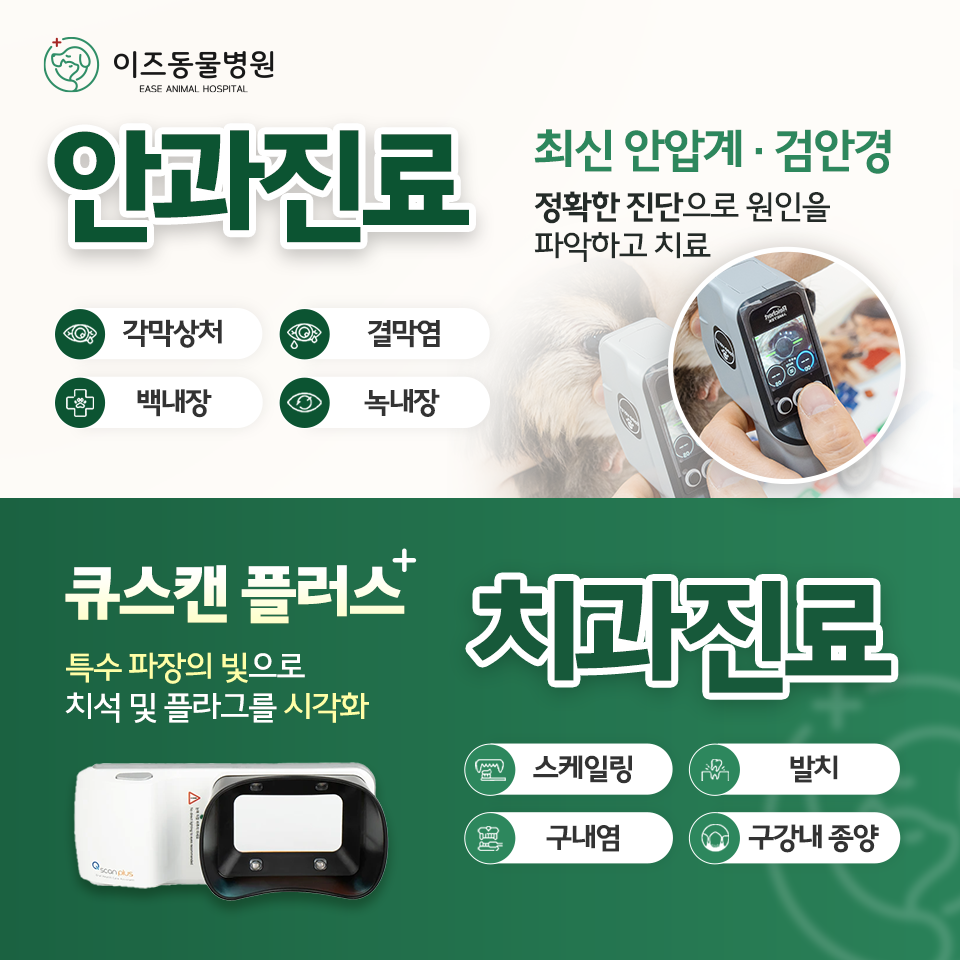 이즈동물병원
EASE ANIMAL HOSPITAL
안과진료
최신 안압계 · 검안경
정확한 진단으로 원인을
파악하고 치료
각막상처
결막염
백내장
녹내장
큐스캔 플러스+
특수 파장의 빛으로
치석 및 플라그를 시각화
Q scan plus
치과진료
스케일링
발치
구내염
구강내 종양